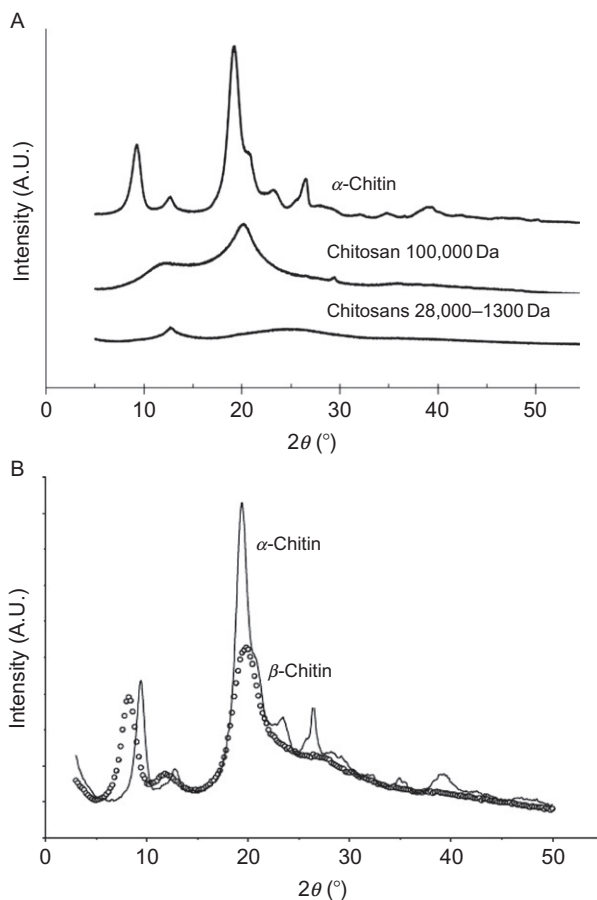 A
Intensity (A.U.)
α-Chitin
Chitosan 100,000 Da
Chitosans 28,000–1300 Da
0 10 20 30 40 50
2θ (°)
B
Intensity (A.U.)
α-Chitin
β-Chitin
0 10 20 30 40 50
2θ (°)